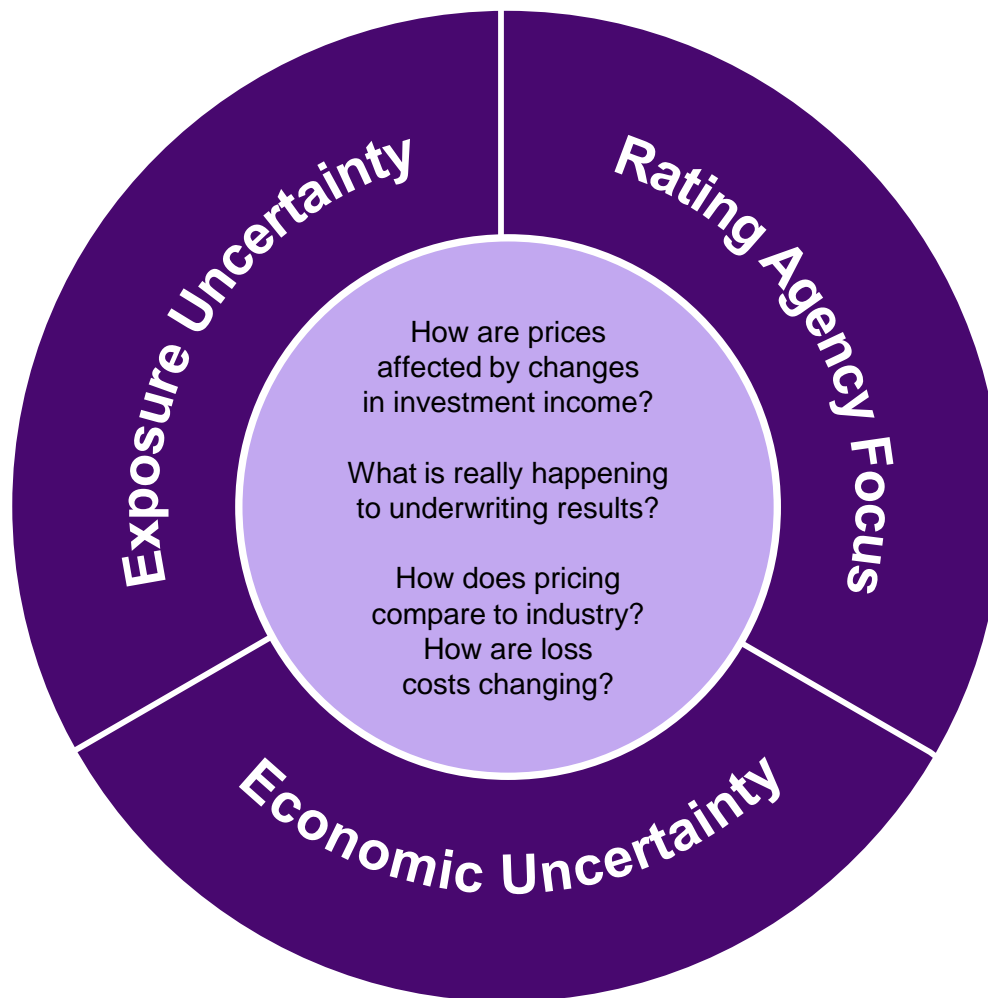 Exposure Uncertainty
Rating Agency Focus
How are prices
affected by changes
in investment income?
What is really happening
to underwriting results?
How does pricing
compare to industry?
How are loss
costs changing?
Economic Uncertainty